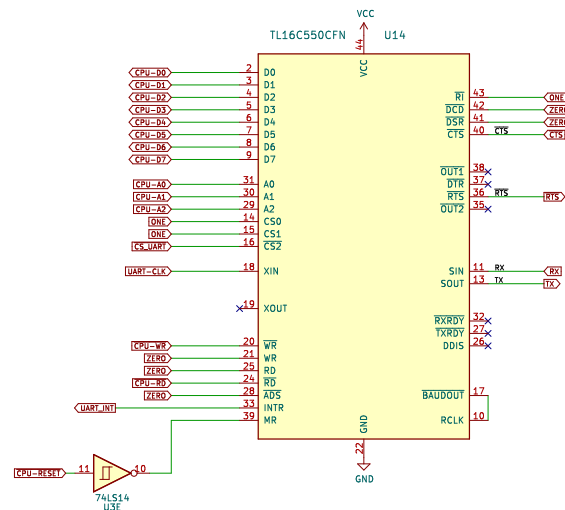 VCC
TL16C550CFN U14
44
VCC
CPU-D0 2 D0
CPU-D1 3 D1
CPU-D2 4 D2
CPU-D3 5 D3
CPU-D4 6 D4
CPU-D5 7 D5
CPU-D6 8 D6
CPU-D7 9 D7
RI 43 ONE
DCD 42 ZERO
DSR 41 ZERO
CTS 40 CTS CTS
OUT1 38
DTR 37
RTS 36 RTS RTS
OUT2 35
CPU-A0 31 A0
CPU-A1 30 A1
CPU-A2 29 A2
ONE 14 CS0
ONE 15 CS1
CS_UART 16 CS2
UART-CLK 18 XIN
SIN 11 RX RX
SOUT 13 TX TX
19 XOUT
RXRDY 32
TXRDY 27
DDIS 26
CPU-WR 20 WR
ZERO 21 WR
ZERO 25 RD
CPU-RD 24 RD
ZERO 28 ADS
UART_INT 33 INTR
39 MR
BAUDOUT 17
RCLK 10
GND
22
GND
CPU-RESET 11 10
74LS14
U3E